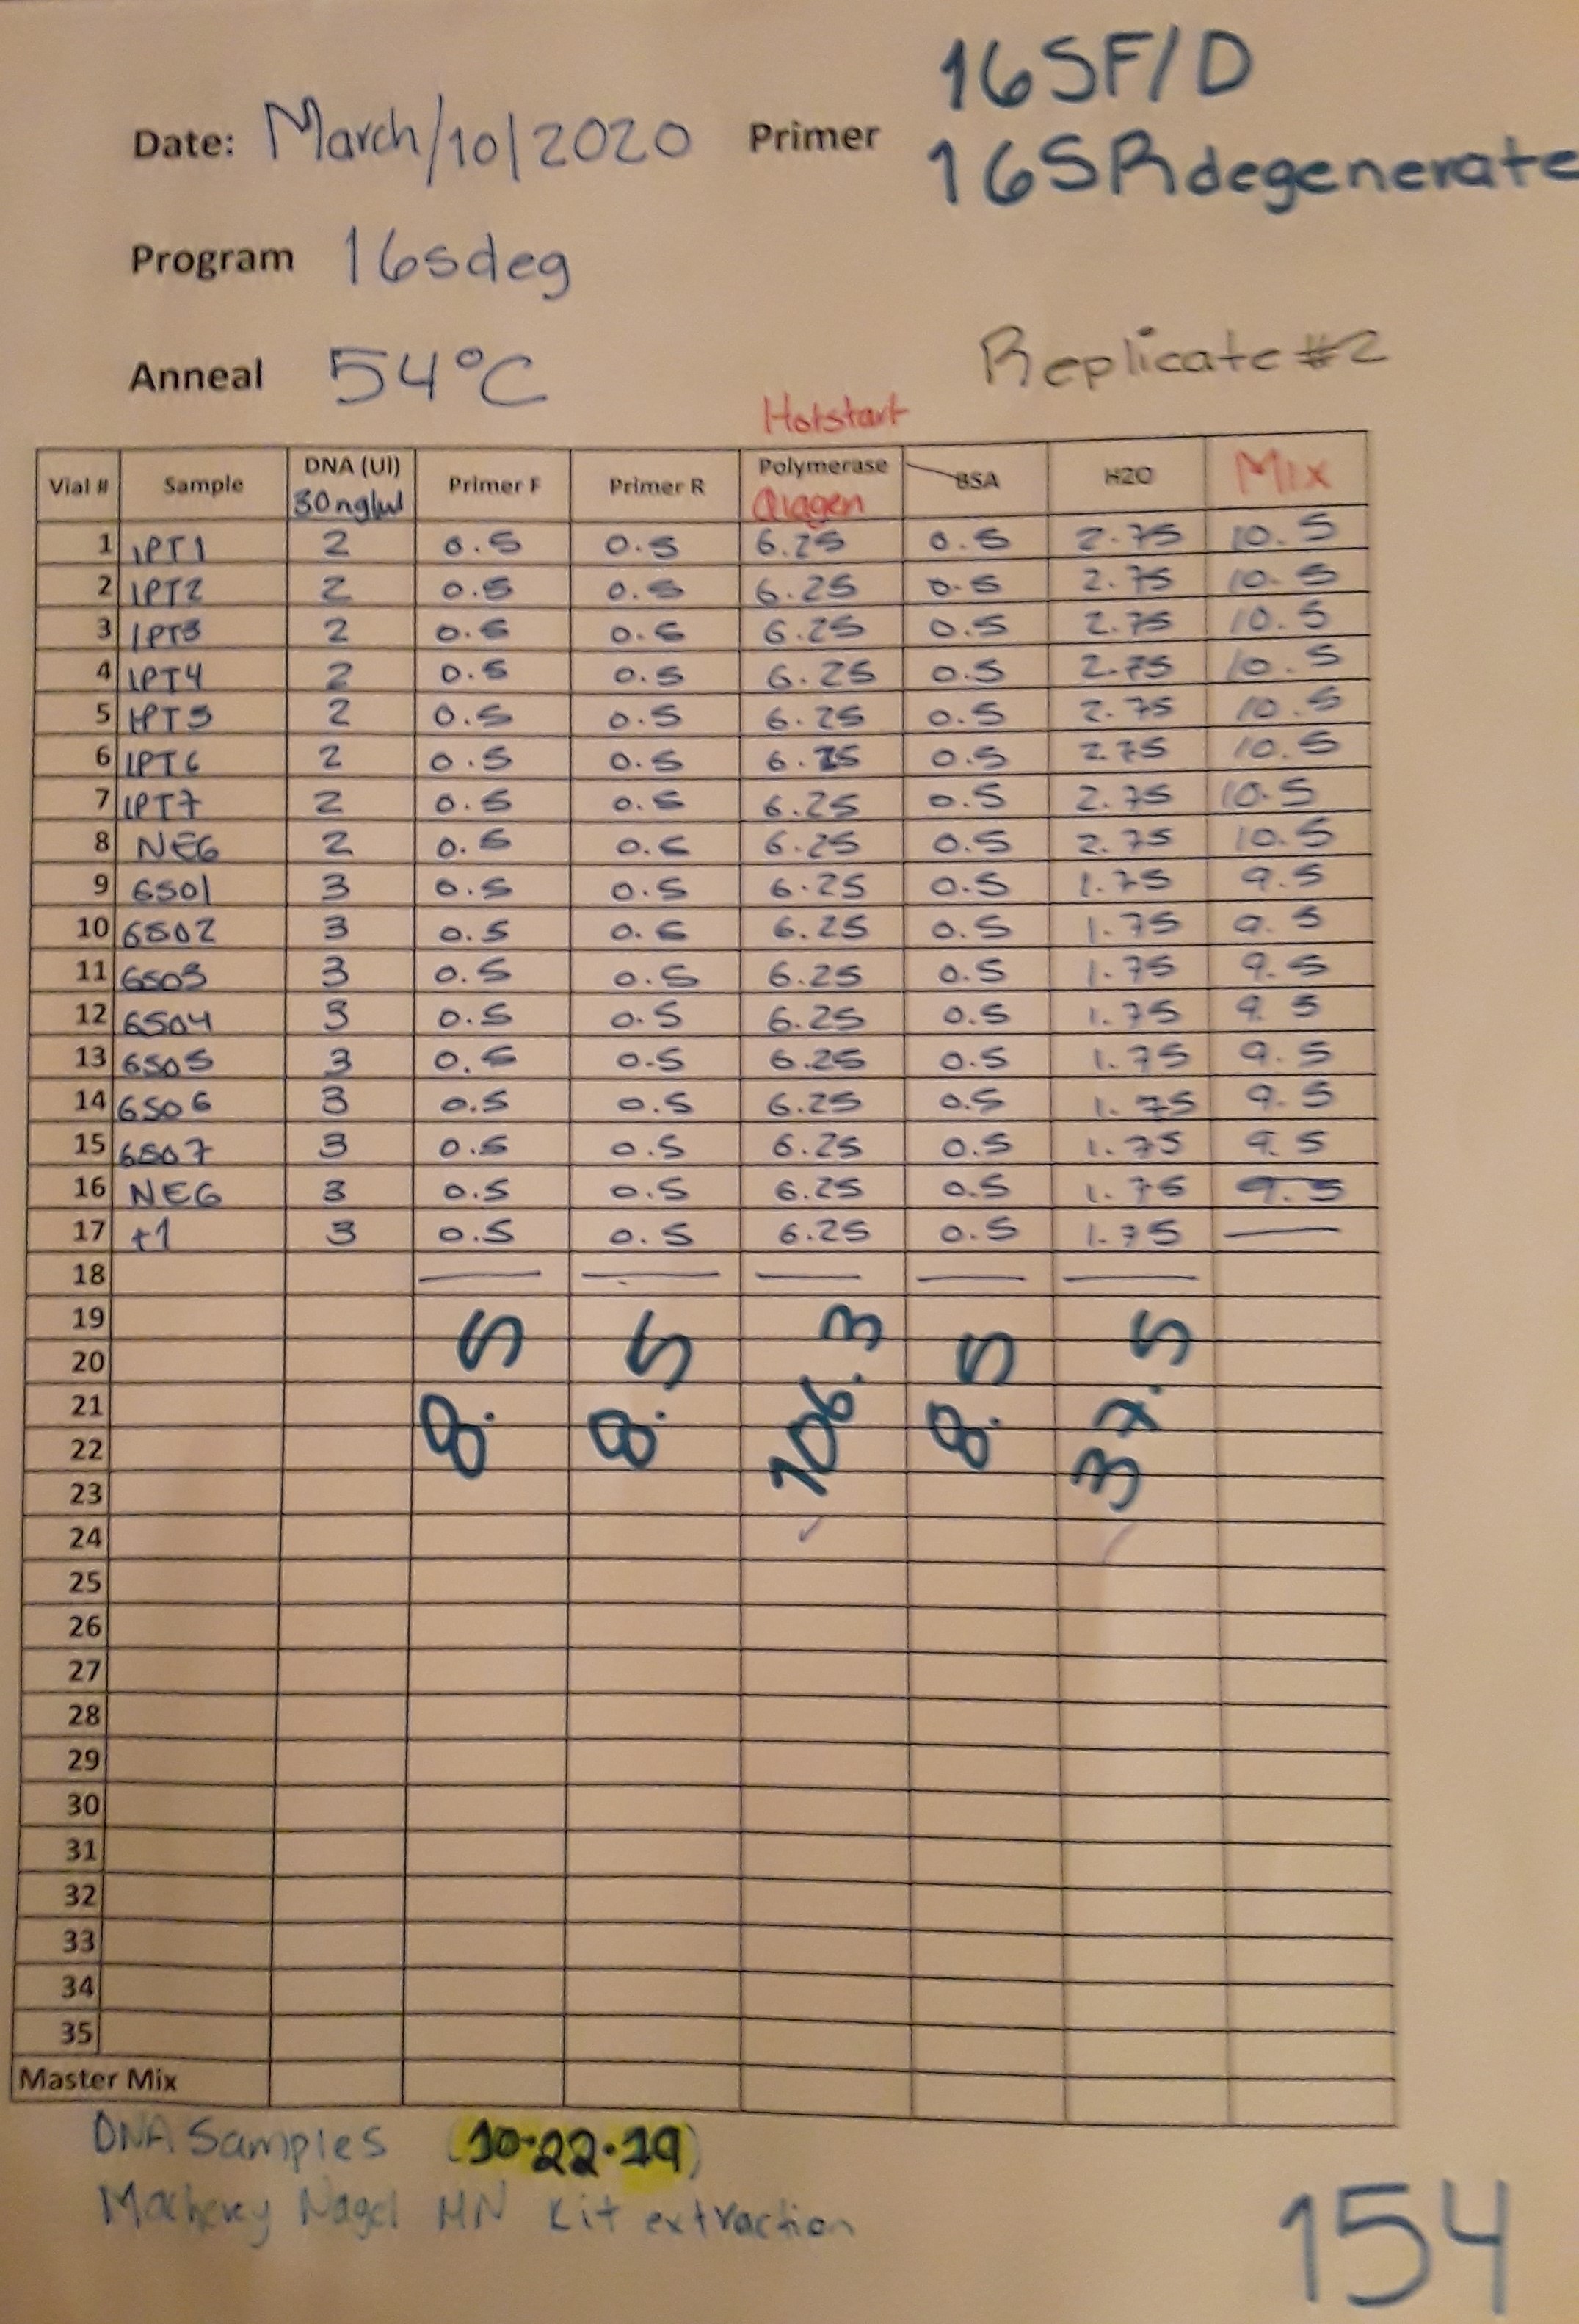 16SF/D
Date: March/10/2020 Primer
16SRdegenerate
Program 16sdeg
Anneal 54°C
Replicate #2
Hotstart
Vial # Sample DNA (Ul) 30ng/ul Primer F Primer R Polymerase Qiagen BSA H2O Mix
1 IPT1 2 0.5 0.5 6.25 0.5 2.75 10.5
2 IPT2 2 0.5 0.5 6.25 0.5 2.75 10.5
3 IPT3 2 0.5 0.5 6.25 0.5 2.75 10.5
4 IPT4 2 0.5 0.5 6.25 0.5 2.75 10.5
5 IPT5 2 0.5 0.5 6.25 0.5 2.75 10.5
6 IPT6 2 0.5 0.5 6.25 0.5 2.75 10.5
7 IPT7 2 0.5 0.5 6.25 0.5 2.75 10.5
8 NEG 2 0.5 0.5 6.25 0.5 2.75 10.5
9 6501 3 0.5 0.5 6.25 0.5 1.75 9.5
10 6502 3 0.5 0.5 6.25 0.5 1.75 9.5
11 6503 3 0.5 0.5 6.25 0.5 1.75 9.5
12 6504 3 0.5 0.5 6.25 0.5 1.75 9.5
13 6505 3 0.5 0.5 6.25 0.5 1.75 9.5
14 6506 3 0.5 0.5 6.25 0.5 1.75 9.5
15 6507 3 0.5 0.5 6.25 0.5 1.75 9.5
16 NEG 3 0.5 0.5 6.25 0.5 1.75 9.5
17 +1 3 0.5 0.5 6.25 0.5 1.75
18
19
20
21
22
23
8.5 8.5 106.3 8.5 37.5
24
25
26
27
28
29
30
31
32
33
34
35
Master Mix
DNA Samples (10.22.19)
Macherey Nagel MN Kit extraction
154